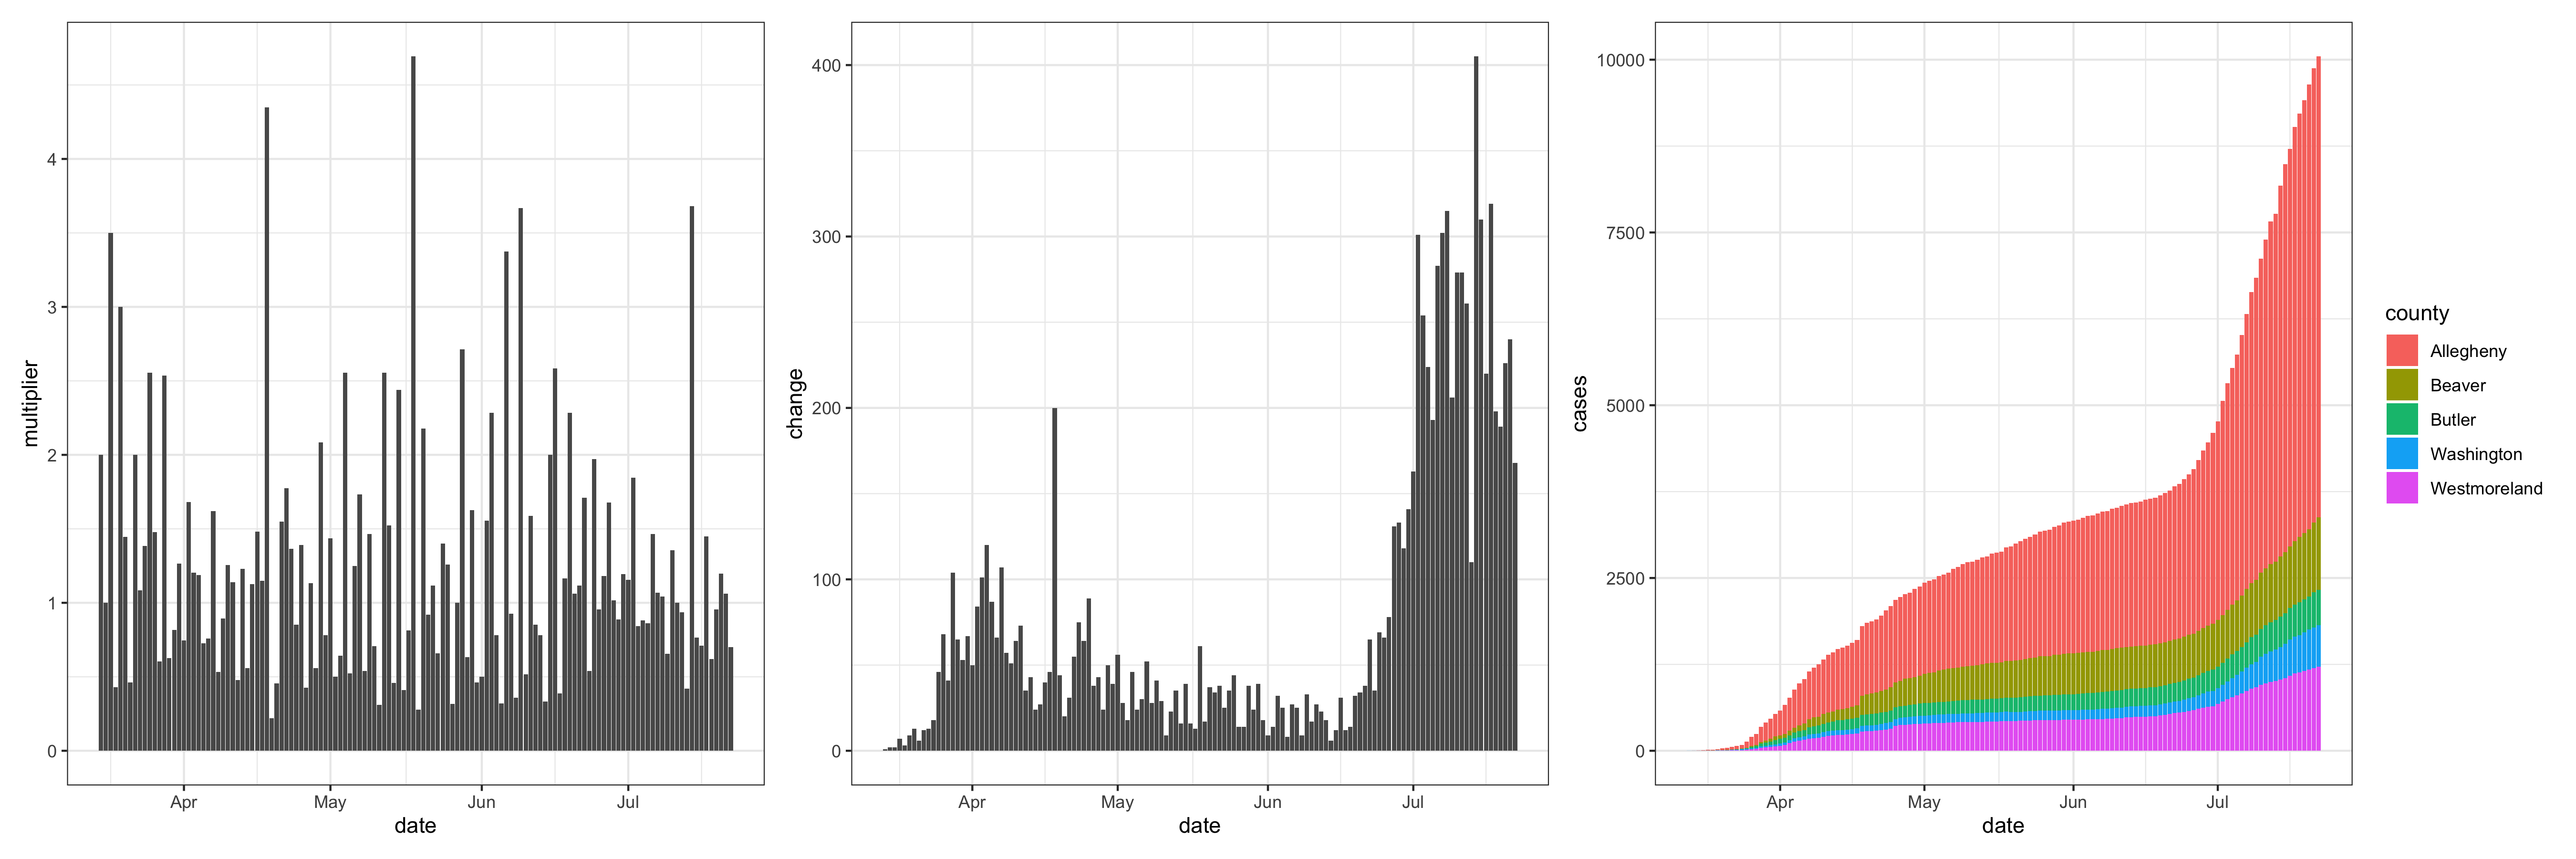 multiplier
4
3
2
1
0
Apr May Jun Jul
date
change
400
300
200
100
0
Apr May Jun Jul
date
cases
10000
7500
5000
2500
0
Apr May Jun Jul
date
county
Allegheny
Beaver
Butler
Washington
Westmoreland